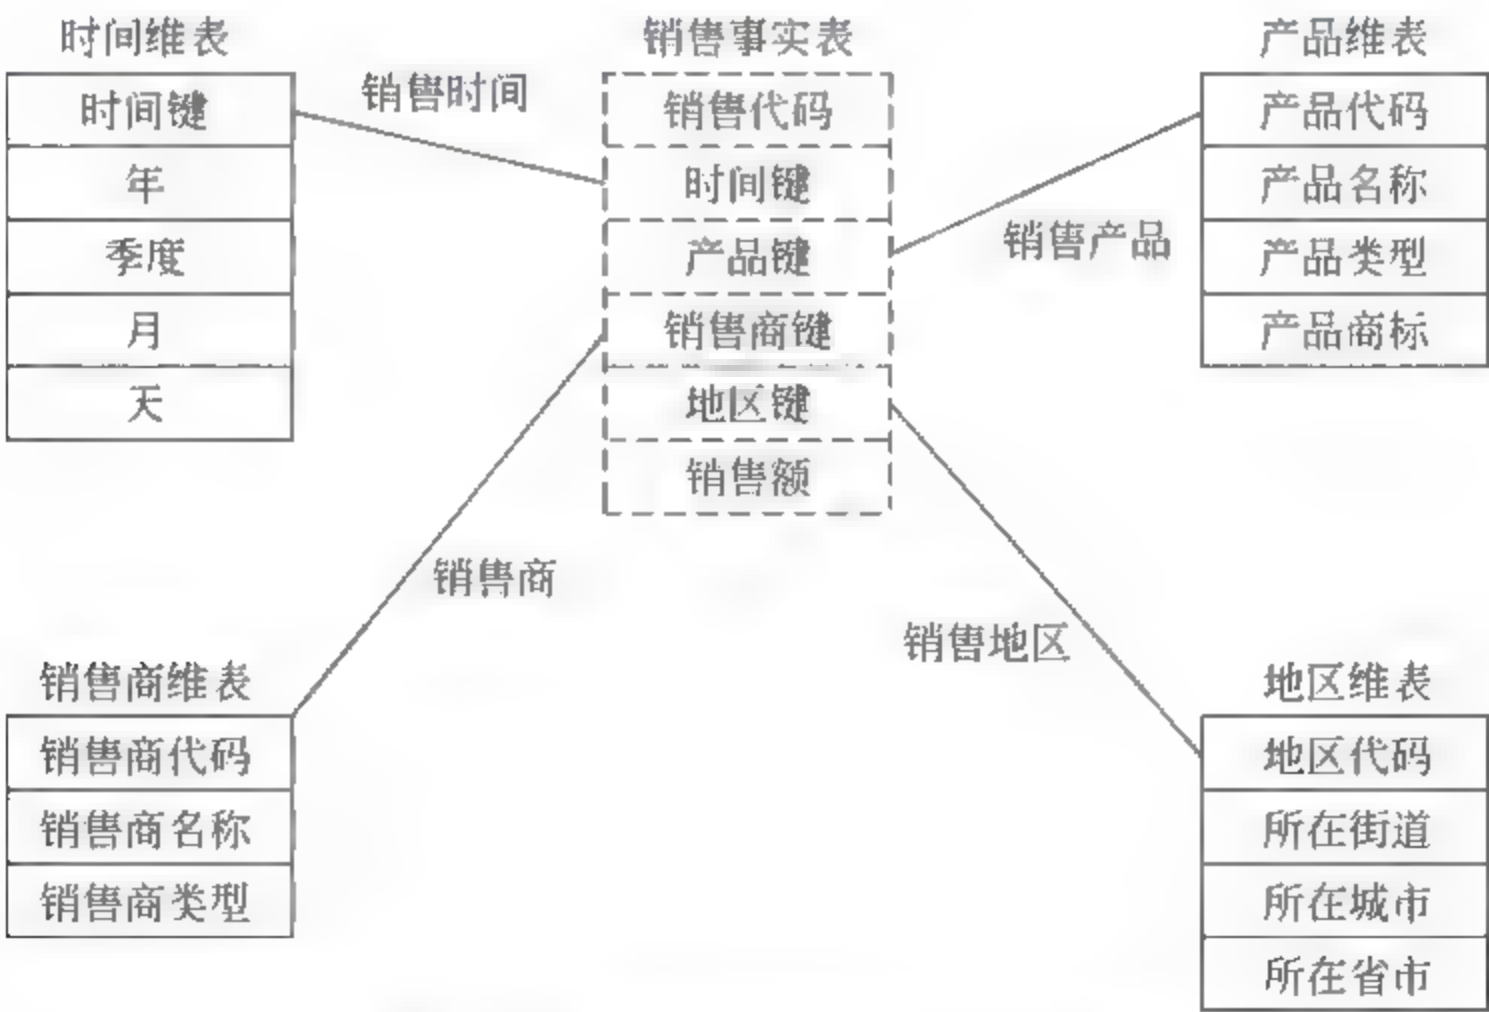 时间维表
时间键
年
季度
月
天
销售时间
销售事实表
销售代码
时间键
产品键
销售商键
地区键
销售额
产品维表
产品代码
产品名称
产品类型
产品商标
销售产品
销售商
销售地区
销售商维表
销售商代码
销售商名称
销售商类型
地区维表
地区代码
所在街道
所在城市
所在省市